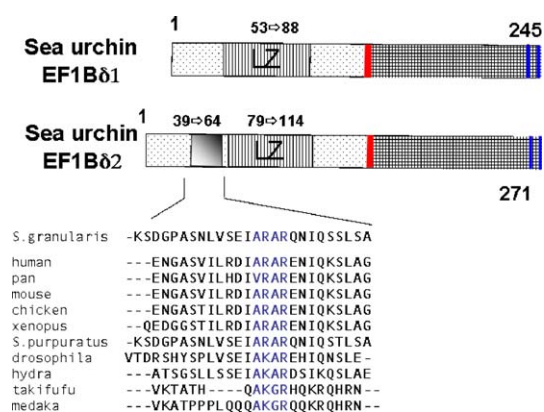 1
53⇨88
245
Sea urchin
EF1Bδ1
LZ
1
39⇨64
79⇨114
Sea urchin
EF1Bδ2
LZ
271
S.granularis -KSDGPASNLVSEIARARQNIQSSLSA
human ---ENGASVILRDIARARENIQKSLAG
pan ---ENGASVILHDIVRARENIQKSLAG
mouse ---ENGASVILRDIARARENIQKSLAG
chicken ---ENGASTILRDIARARENIQKSLAG
xenopus --QEDGGSTILRDIARARENIQKSLAG
S.purpuratus -KSDGPASNLVSEIARARQNIQSTLSA
drosophila VTDRSHYSPLVSEIAKAREHIQNSLE-
hydra ---ATSGSLLSSEIAKARDSIKQSLAE
takifufu ---VKTATH----QAKGRHQKRQHRN--
medaka ---VKATPPPLQQQAKGRQQKRQHRN--